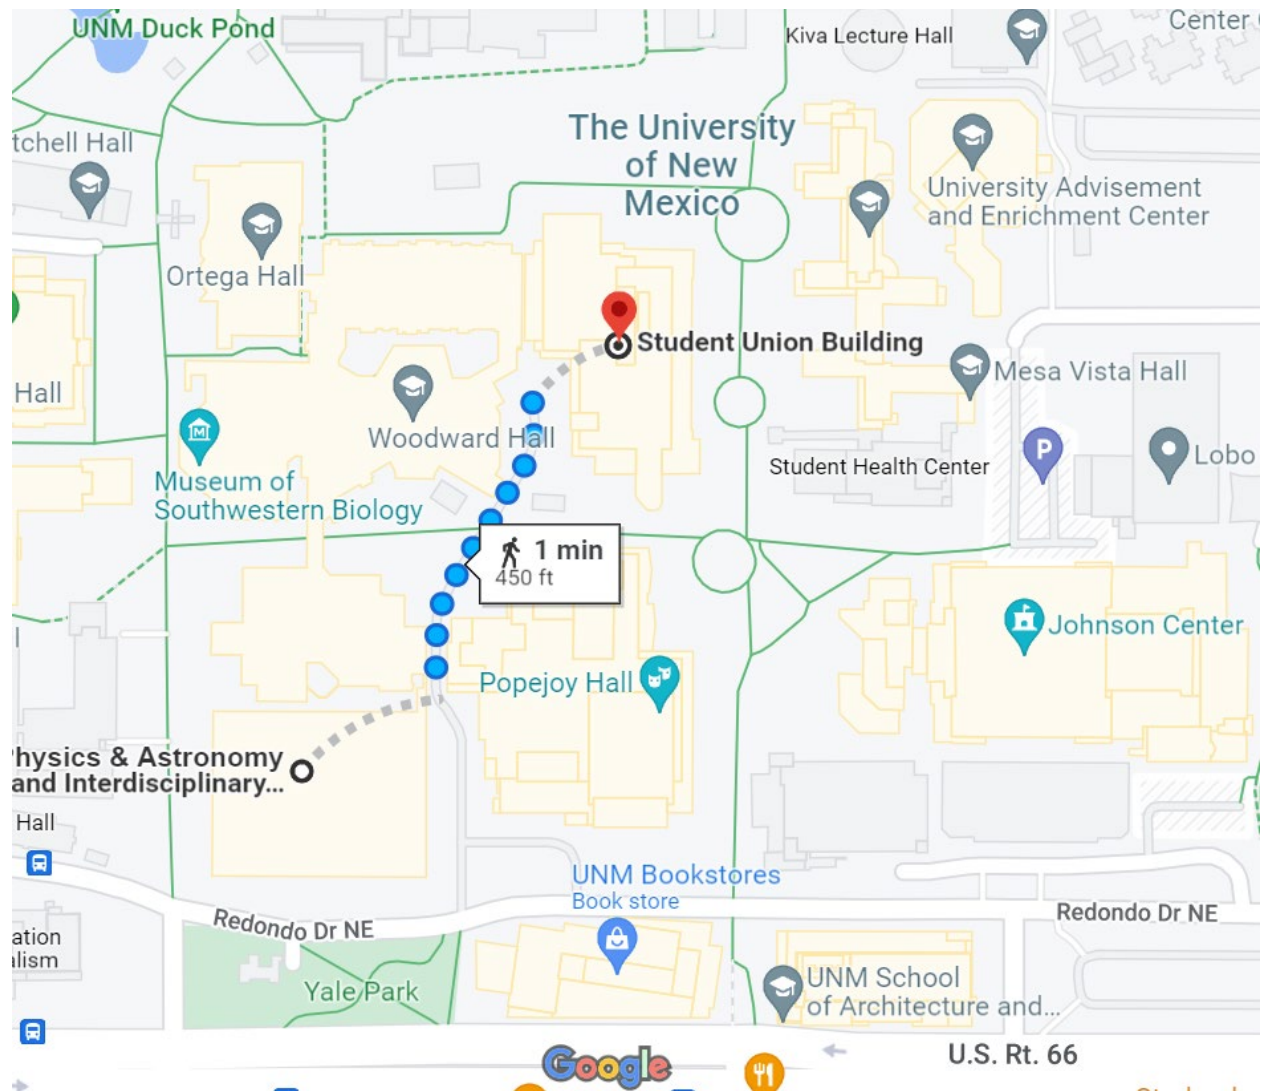 UNM Duck Pond
Kiva Lecture Hall
Center
The University
of New
Mexico
tchell Hall
University Advisement
and Enrichment Center
Ortega Hall
Student Union Building
Mesa Vista Hall
Hall
Woodward Hall
P
Lobo
Student Health Center
M
Museum of
Southwestern Biology
1 min
450 ft
Johnson Center
Popejoy Hall
hysics & Astronomy
and Interdisciplinary...
Hall
UNM Bookstores
Book store
Redondo Dr NE
Redondo Dr NE
ation
alism
UNM School
of Architecture and...
Yale Park
Google
U.S. Rt. 66